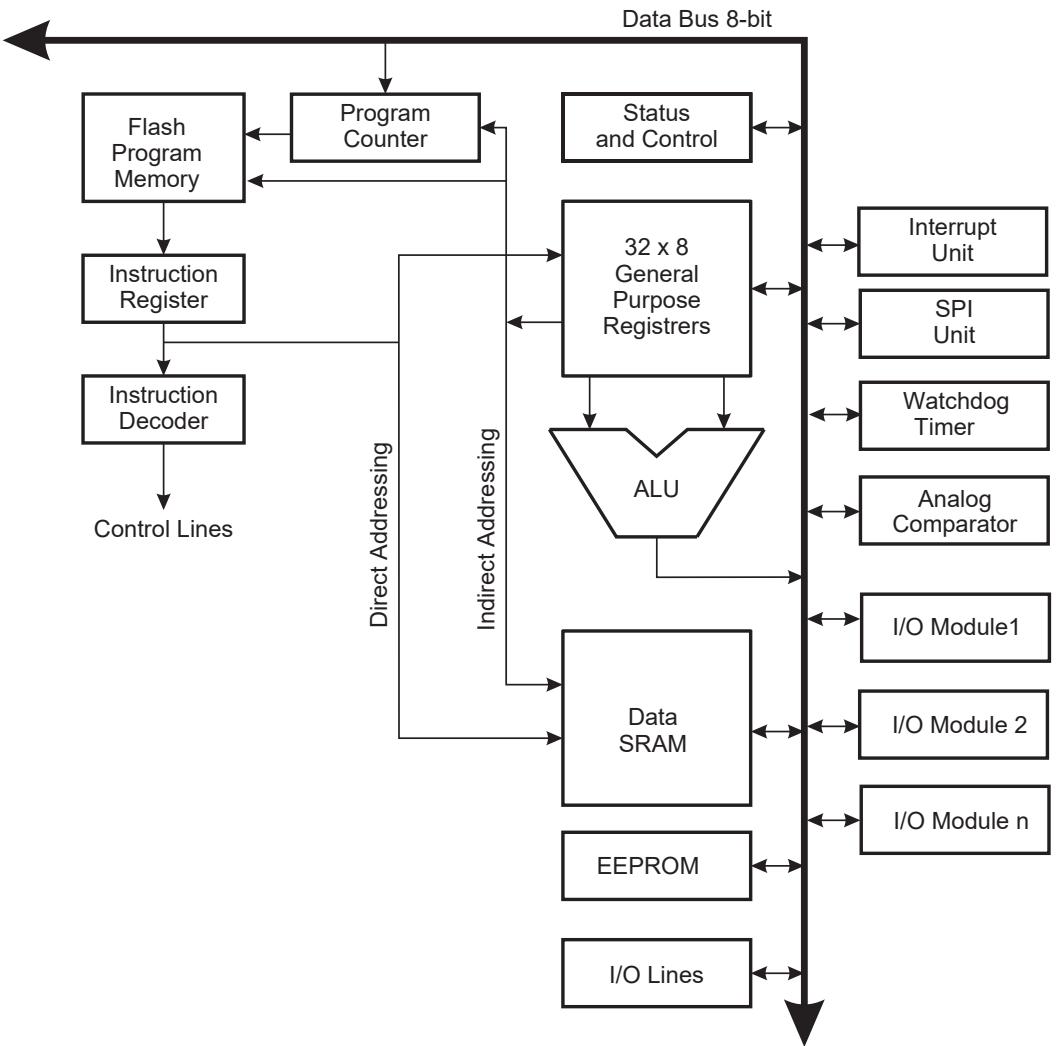 Data Bus 8-bit
Flash
Program
Memory
Program
Counter
Status
and Control
Interrupt
Unit
32 x 8
General
Purpose
Registrers
Instruction
Register
SPI
Unit
Instruction
Decoder
Watchdog
Timer
Control Lines
Direct Addressing
Indirect Addressing
ALU
Analog
Comparator
I/O Module1
Data
SRAM
I/O Module 2
I/O Module n
EEPROM
I/O Lines